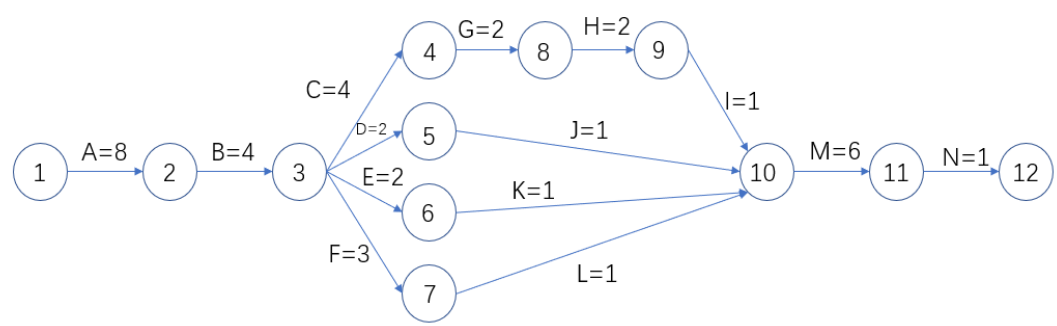 G=2
H=2
4
8
9
C=4
I=1
D=2
5
J=1
A=8
B=4
M=6
N=1
1
2
3
E=2
10
11
12
K=1
6
F=3
L=1
7